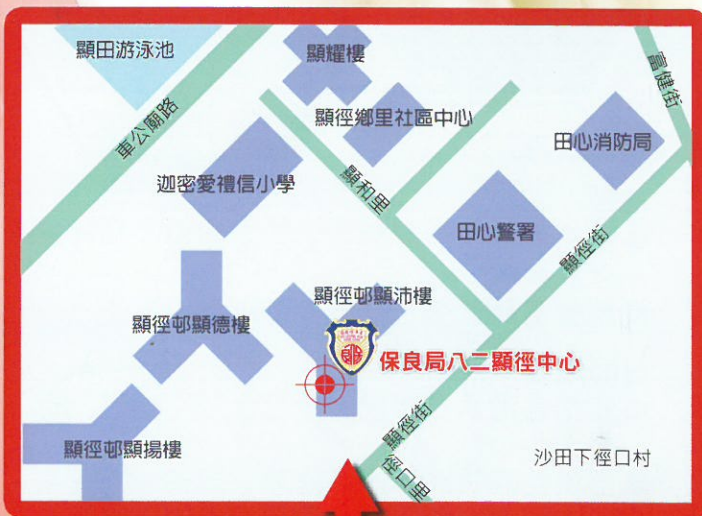 顯田游泳池
顯耀樓
富健街
車公廟路
顯徑鄉里社區中心
田心消防局
迦密愛禮信小學
顯和里
田心警署
顯徑街
顯徑邨顯沛樓
顯徑邨顯德樓
保良局八二顯徑中心
顯徑街
顯徑邨顯揚樓
徑口里
沙田下徑口村